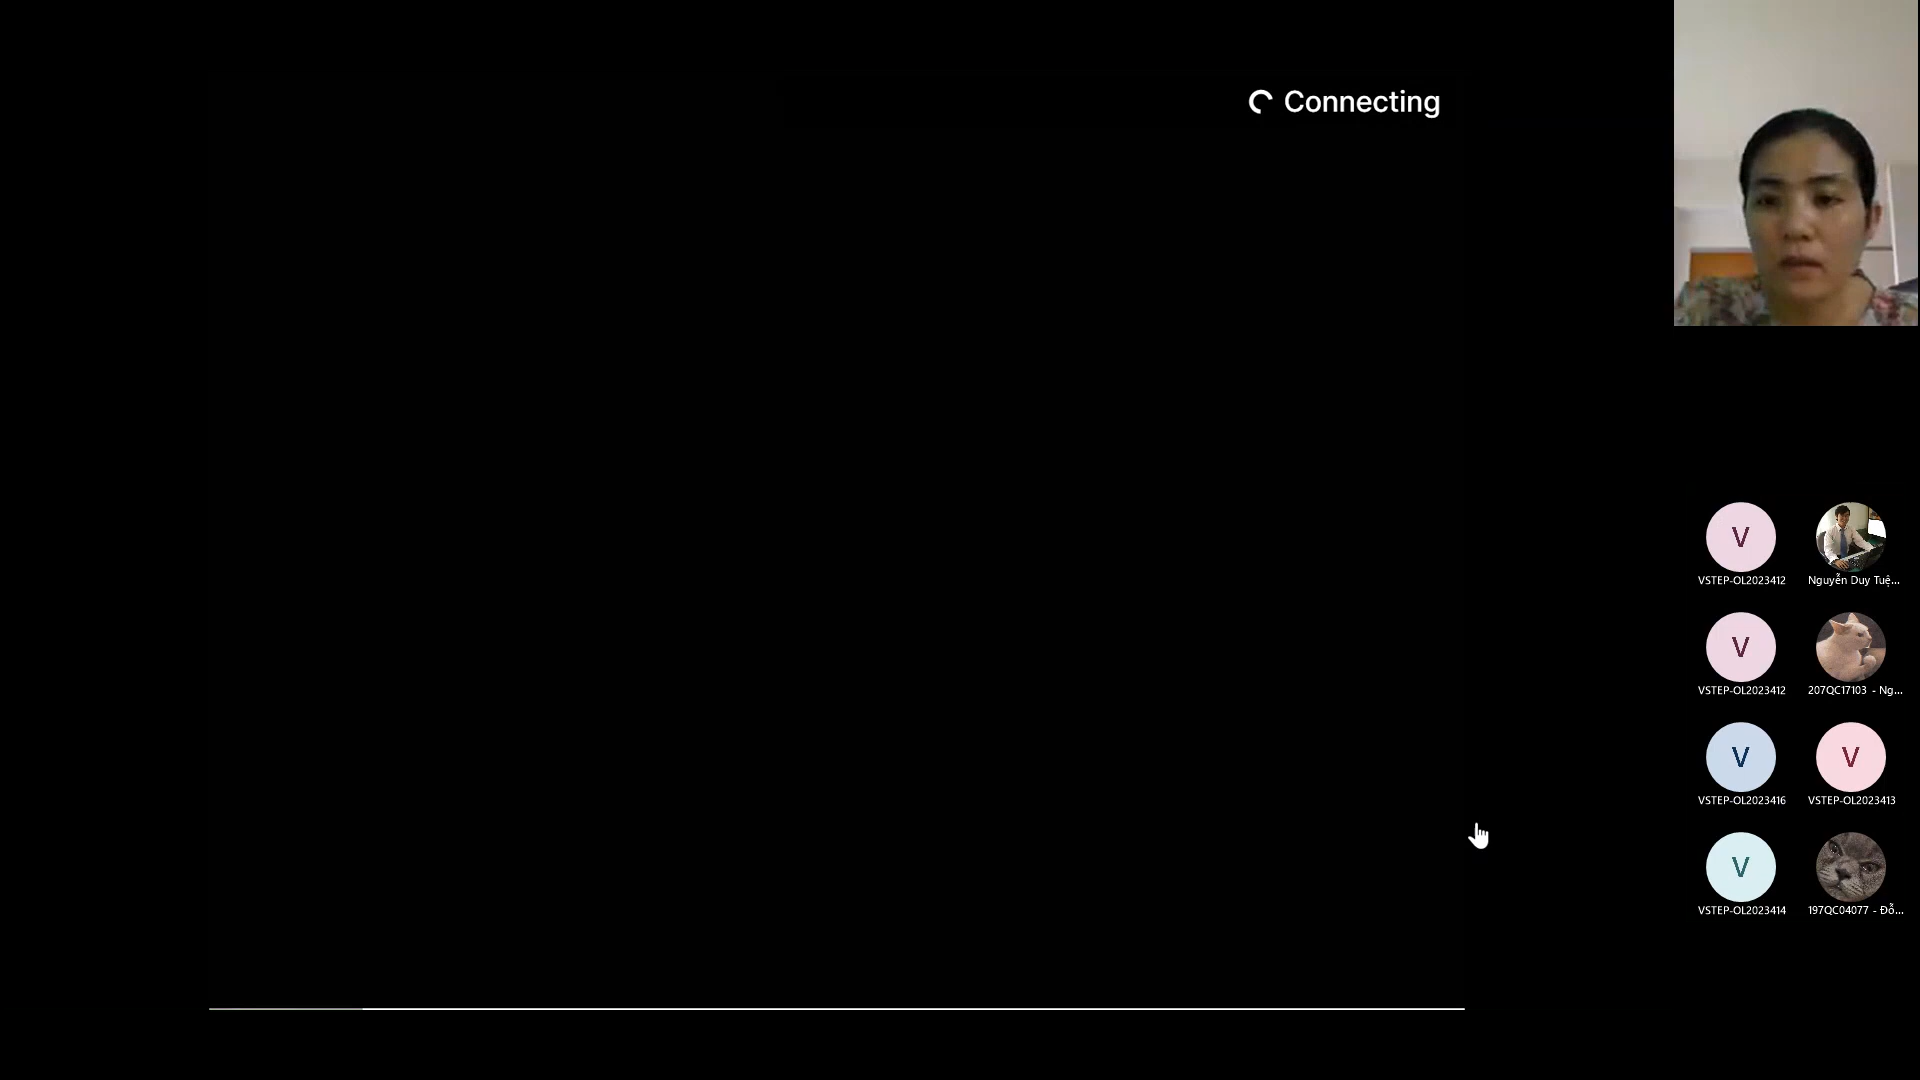 Connecting
V
VSTEP-OL2023412
Nguyễn Duy Tuệ...
V
VSTEP-OL2023412
207QC17103 - Ng...
V
VSTEP-OL2023416
V
VSTEP-OL2023413
V
VSTEP-OL2023414
197QC04077 - Đỗ...